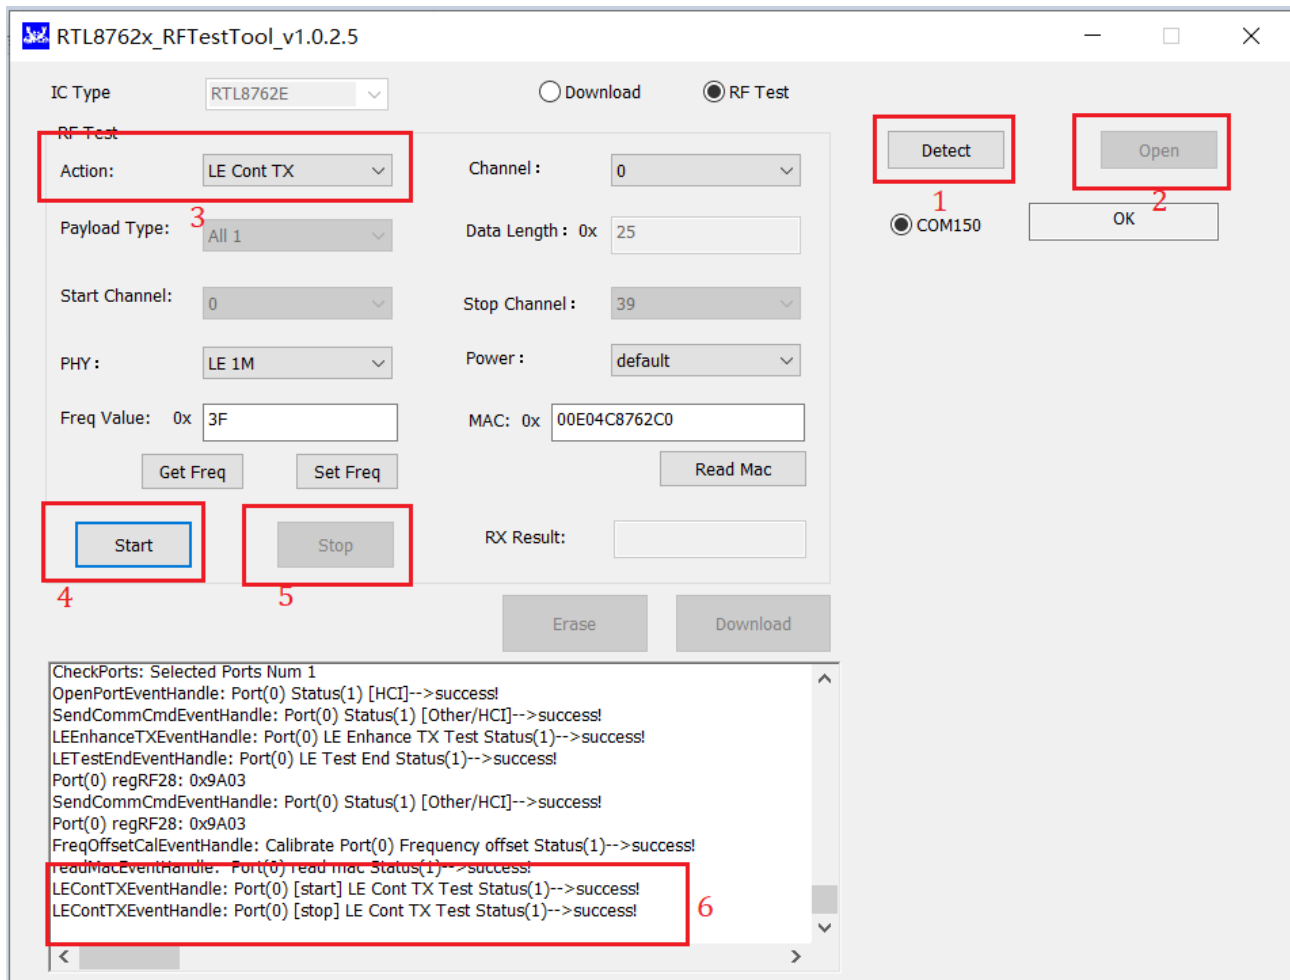 RTL8762x_RFTestTool_v1.0.2.5
IC Type RTL8762E Download RF Test
RF Test
Action: LE Cont TX Channel: 0 Detect Open
3 1 2
Payload Type: All 1 Data Length: 0x 25 COM150 OK
Start Channel: 0 Stop Channel: 39
PHY: LE 1M Power: default
Freq Value: 0x 3F MAC: 0x 00E04C8762C0
Get Freq Set Freq Read Mac
Start Stop RX Result:
4 5
Erase Download
CheckPorts: Selected Ports Num 1
OpenPortEventHandle: Port(0) Status(1) [HCI]-->success!
SendCommCmdEventHandle: Port(0) Status(1) [Other/HCI]-->success!
LEEnhanceTXEventHandle: Port(0) LE Enhance TX Test Status(1)-->success!
LETestEndEventHandle: Port(0) LE Test End Status(1)-->success!
Port(0) regRF28: 0x9A03
SendCommCmdEventHandle: Port(0) Status(1) [Other/HCI]-->success!
Port(0) regRF28: 0x9A03
FreqOffsetCalEventHandle: Calibrate Port(0) Frequency offset Status(1)-->success!
readMacEventHandle: Port(0) read mac Status(1)-->success!
LEContTXEventHandle: Port(0) [start] LE Cont TX Test Status(1)-->success!
LEContTXEventHandle: Port(0) [stop] LE Cont TX Test Status(1)-->success!
6